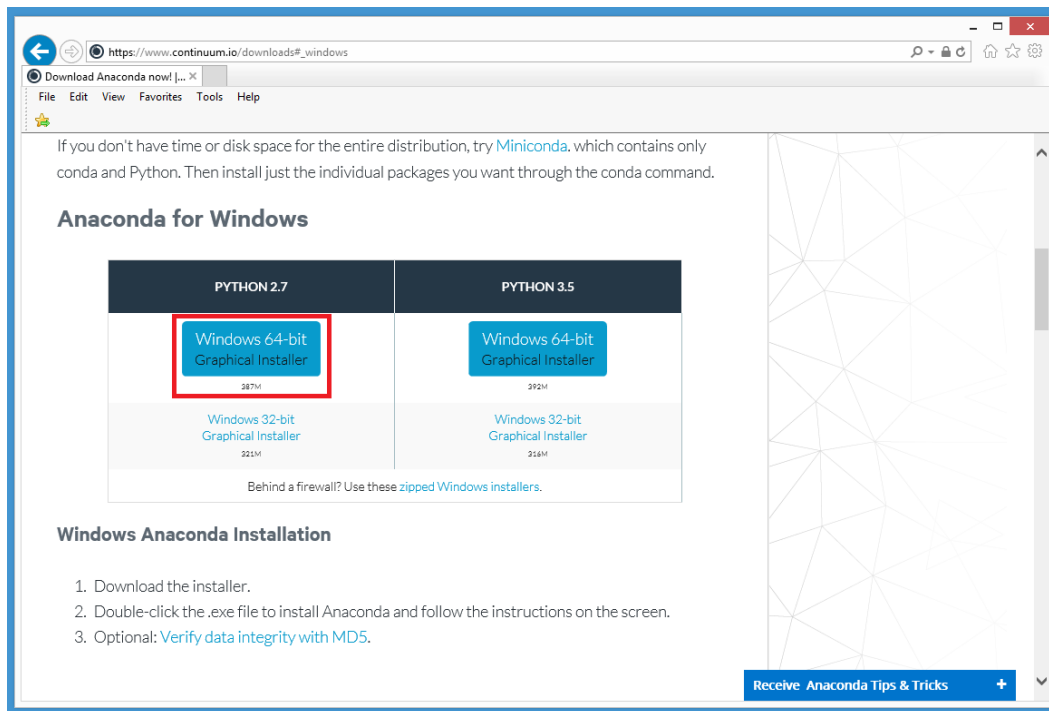 https://www.continuum.io/downloads#_windows
Download Anaconda now! |...
File Edit View Favorites Tools Help
If you don't have time or disk space for the entire distribution, try Miniconda. which contains only
conda and Python. Then install just the individual packages you want through the conda command.
Anaconda for Windows
PYTHON 2.7 PYTHON 3.5
Windows 64-bit Windows 64-bit
Graphical Installer Graphical Installer
387M 392M
Windows 32-bit Windows 32-bit
Graphical Installer Graphical Installer
321M 316M
Behind a firewall? Use these zipped Windows installers.
Windows Anaconda Installation
1. Download the installer.
2. Double-click the .exe file to install Anaconda and follow the instructions on the screen.
3. Optional: Verify data integrity with MD5.
Receive Anaconda Tips & Tricks +